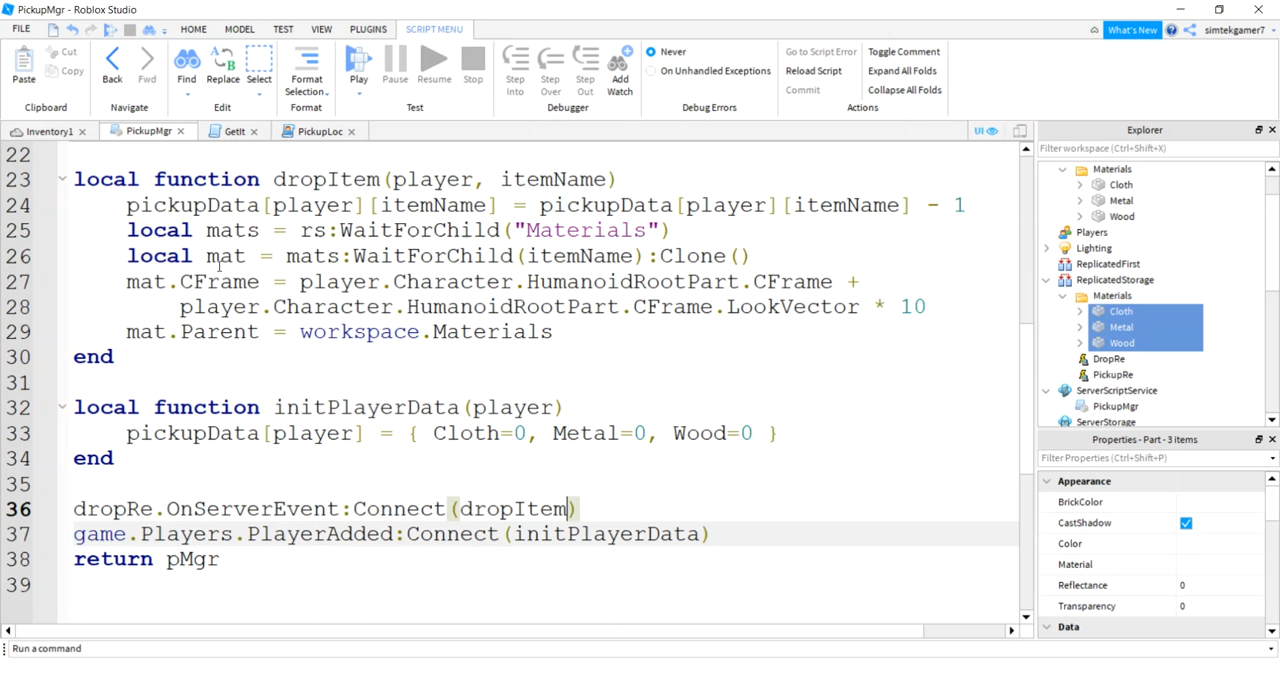 PickupMgr - Roblox Studio
FILE HOME MODEL TEST VIEW PLUGINS SCRIPT MENU What's New simtekgamer7
Paste Cut Copy Back Fwd Find Replace Select Format Selection Play Pause Resume Stop Step Into Step Over Step Out Add Watch
Never
On Unhandled Exceptions
Go to Script Error
Reload Script
Commit
Toggle Comment
Expand All Folds
Collapse All Folds
Clipboard Navigate Edit Format Test Debugger Debug Errors Actions
Inventory1 PickupMgr GetIt PickupLoc UI
22
23 local function dropItem(player, itemName)
24 pickupData[player][itemName] = pickupData[player][itemName] - 1
25 local mats = rs:WaitForChild("Materials")
26 local mat = mats:WaitForChild(itemName):Clone()
27 mat.CFrame = player.Character.HumanoidRootPart.CFrame +
28 player.Character.HumanoidRootPart.CFrame.LookVector * 10
29 mat.Parent = workspace.Materials
30 end
31
32 local function initPlayerData(player)
33 pickupData[player] = { Cloth=0, Metal=0, Wood=0 }
34 end
35
36 dropRe.OnServerEvent:Connect(dropItem)
37 game.Players.PlayerAdded:Connect(initPlayerData)
38 return pMgr
39
Run a command
Explorer
Filter workspace (Ctrl+Shift+X)
Materials
Cloth
Metal
Wood
Players
Lighting
ReplicatedFirst
ReplicatedStorage
Materials
Cloth
Metal
Wood
DropRe
PickupRe
ServerScriptService
PickupMgr
ServerStorage
Properties - Part - 3 items
Filter Properties (Ctrl+Shift+P)
Appearance
BrickColor
CastShadow
Color
Material
Reflectance 0
Transparency 0
Data